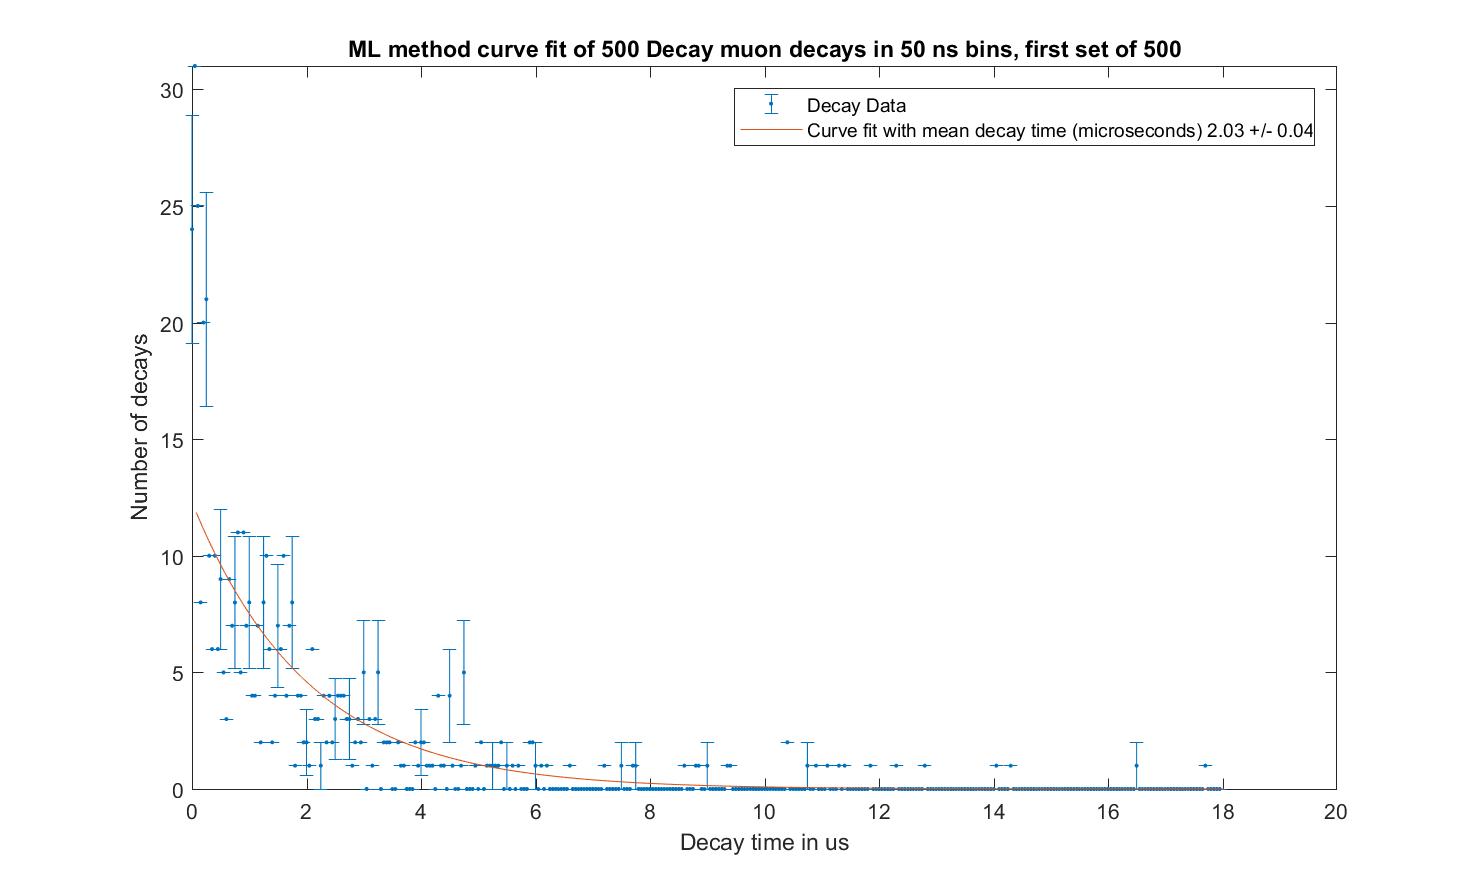 ML method curve fit of 500 Decay muon decays in 50 ns bins, first set of 500
Decay Data
Curve fit with mean decay time (microseconds) 2.03 +/- 0.04
Number of decays
30
25
20
15
10
5
0
0 2 4 6 8 10 12 14 16 18 20
Decay time in us